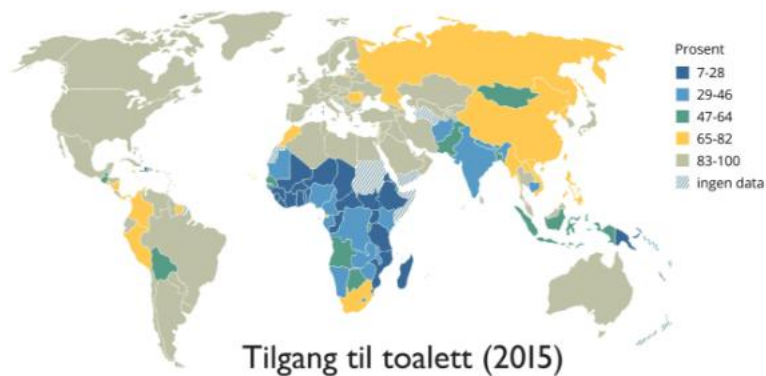 Prosent
7-28
29-46
47-64
65-82
83-100
ingen data
Tilgang til toalett (2015)